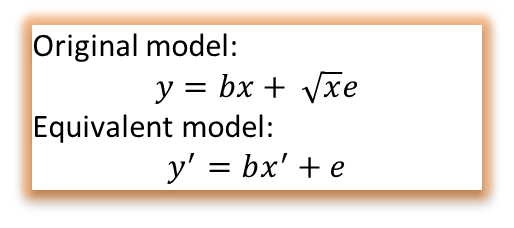 Original model:
y = bx + √xe
Equivalent model:
y′ = bx′ + e